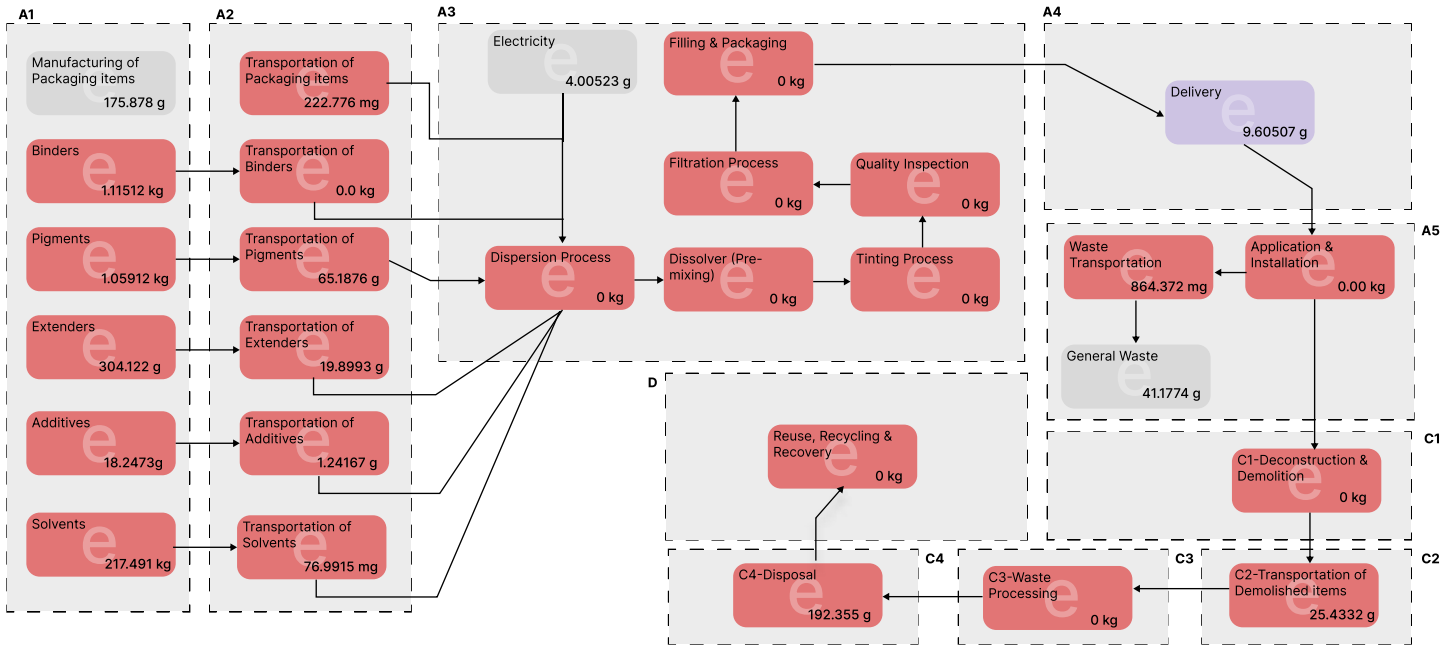 A1
Manufacturing of
Packaging items
175.878 g
Binders
1.11512 kg
Pigments
1.05912 kg
Extenders
304.122 g
Additives
18.2473g
Solvents
217.491 kg
A2
Transportation of
Packaging items
222.776 mg
Transportation of
Binders
0.0 kg
Transportation of
Pigments
65.1876 g
Transportation of
Extenders
19.8993 g
Transportation of
Additives
1.24167 g
Transportation of
Solvents
76.9915 mg
A3
Electricity
4.00523 g
Filling & Packaging
0 kg
Filtration Process
0 kg
Quality Inspection
0 kg
Dispersion Process
0 kg
Dissolver (Pre-
mixing)
0 kg
Tinting Process
0 kg
A4
Delivery
9.60507 g
A5
Waste
Transportation
864.372 mg
Application &
Installation
0.00 kg
General Waste
41.1774 g
D
Reuse, Recycling &
Recovery
0 kg
C1
C1-Deconstruction &
Demolition
0 kg
C4
C4-Disposal
192.355 g
C3
C3-Waste
Processing
0 kg
C2
C2-Transportation of
Demolished items
25.4332 g